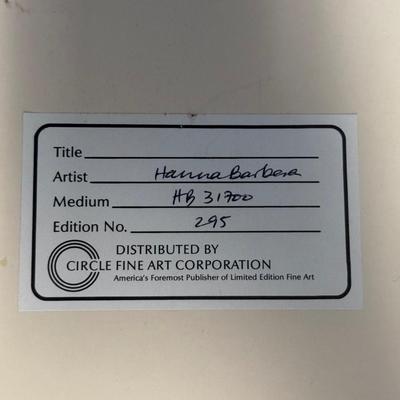 Title
Artist Hanna Barbera
Medium HB 31700
Edition No. 295
DISTRIBUTED BY
CIRCLE FINE ART CORPORATION
America's Foremost Publisher of Limited Edition Fine Art